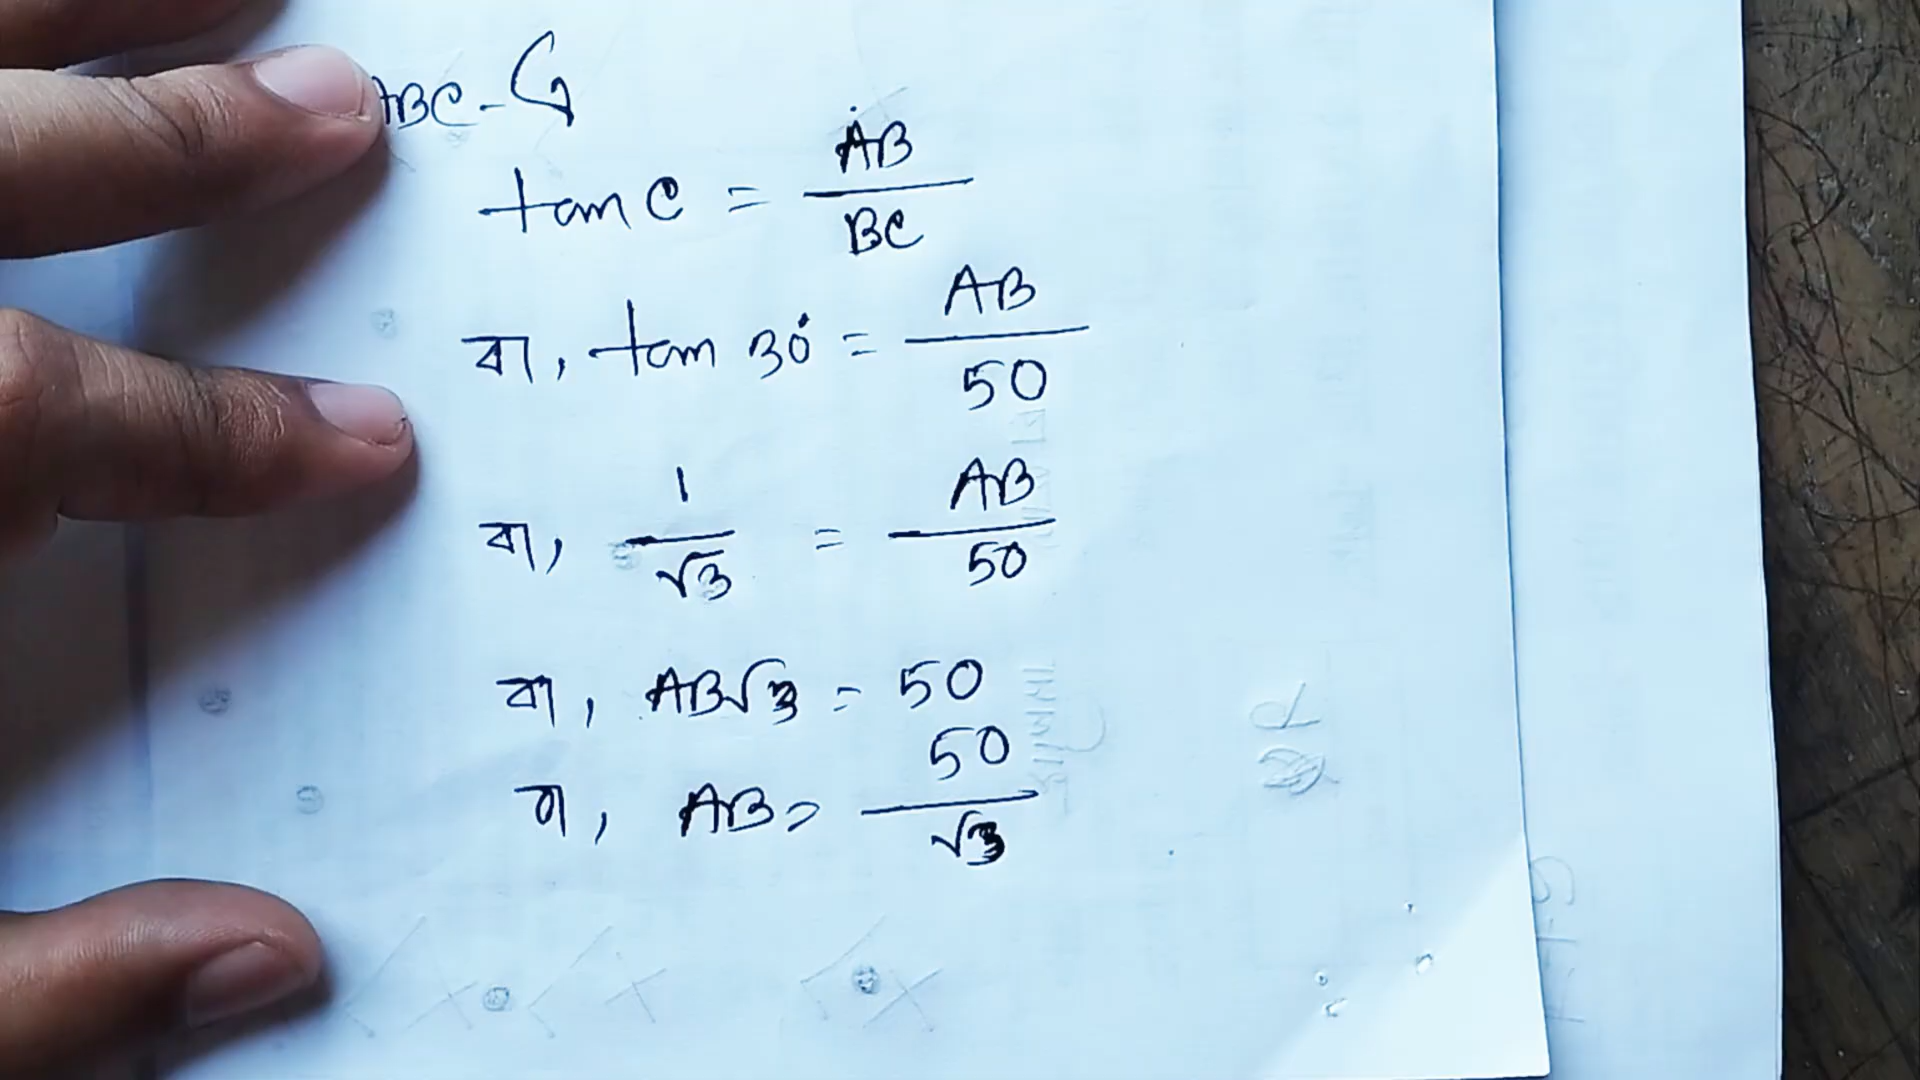 ABC-এ
tan C = AB/BC
বা, tan 30° = AB/50
বা, 1/√3 = AB/50
বা, AB√3 = 50
বা, AB = 50/√3